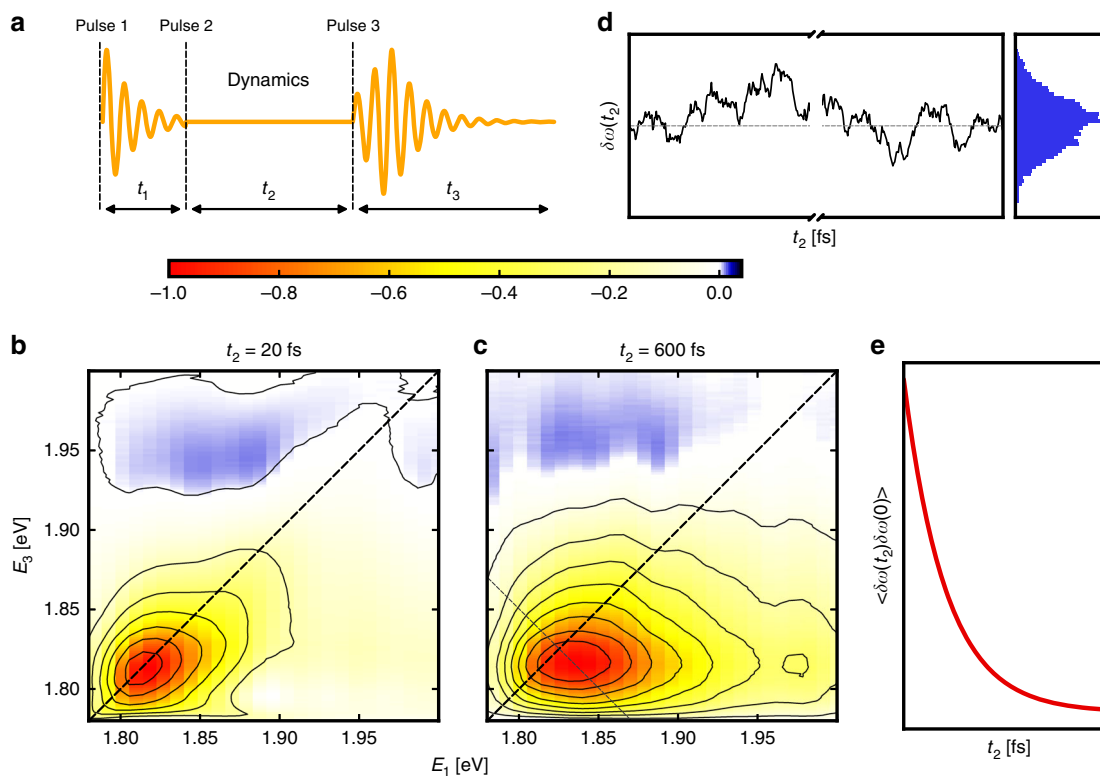 a
Pulse 1 Pulse 2 Pulse 3
Dynamics
t1 t2 t3
d
δω(t2)
t2 [fs]
−1.0 −0.8 −0.6 −0.4 −0.2 0.0
b
t2 = 20 fs
E3 [eV]
1.95
1.90
1.85
1.80
1.80 1.85 1.90 1.95
c
t2 = 600 fs
1.80 1.85 1.90 1.95
E1 [eV]
e
<δω(t2)δω(0)>
t2 [fs]